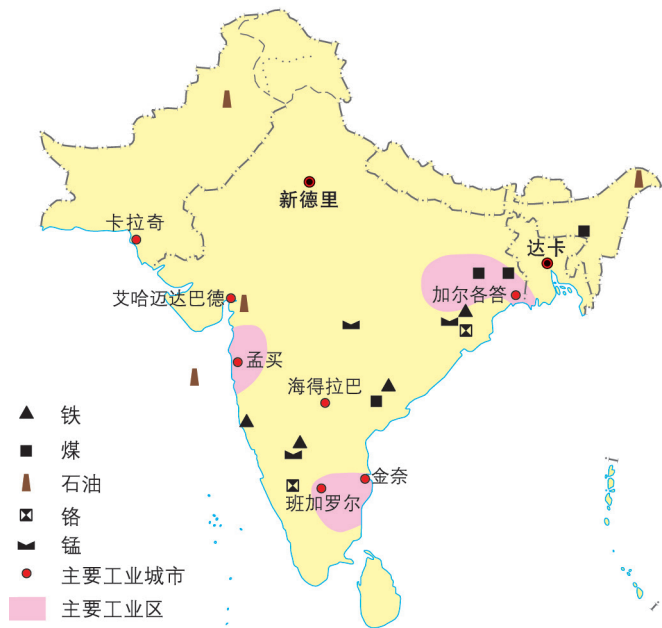 新德里
卡拉奇
达卡
艾哈迈达巴德
加尔各答
孟买
海得拉巴
金奈
班加罗尔
铁
煤
石油
铬
锰
主要工业城市
主要工业区